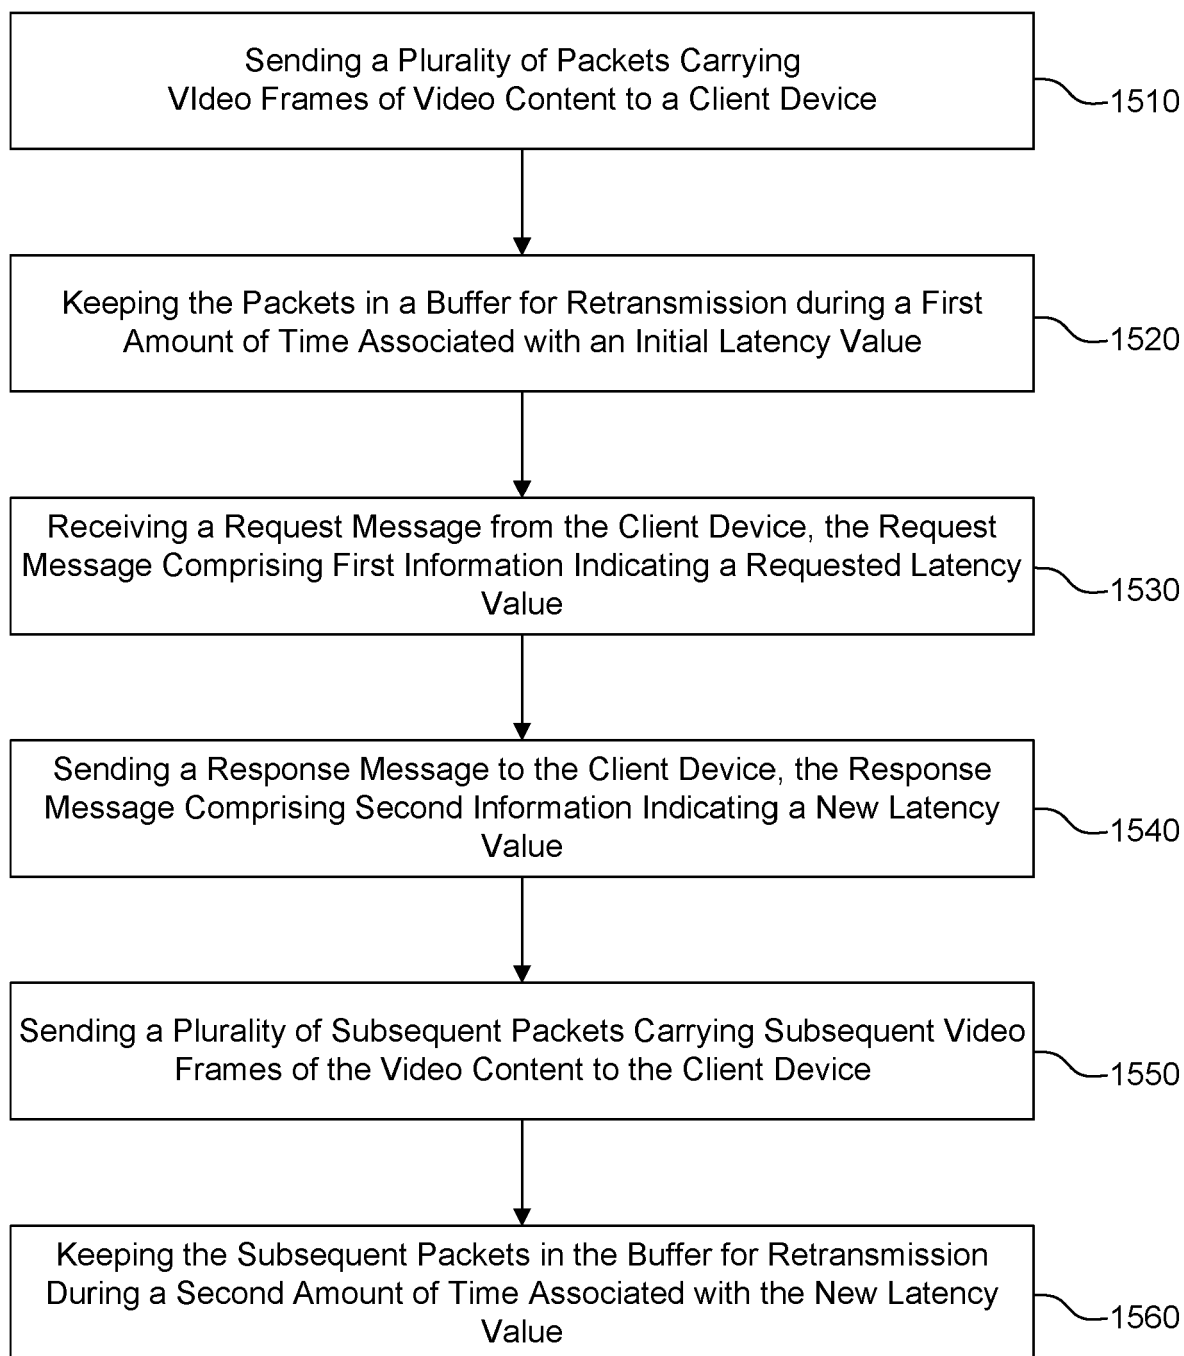 Sending a Plurality of Packets Carrying
VIdeo Frames of Video Content to a Client Device
1510
Keeping the Packets in a Buffer for Retransmission during a First
Amount of Time Associated with an Initial Latency Value
1520
Receiving a Request Message from the Client Device, the Request
Message Comprising First Information Indicating a Requested Latency
Value
1530
Sending a Response Message to the Client Device, the Response
Message Comprising Second Information Indicating a New Latency
Value
1540
Sending a Plurality of Subsequent Packets Carrying Subsequent Video
Frames of the Video Content to the Client Device
1550
Keeping the Subsequent Packets in the Buffer for Retransmission
During a Second Amount of Time Associated with the New Latency
Value
1560